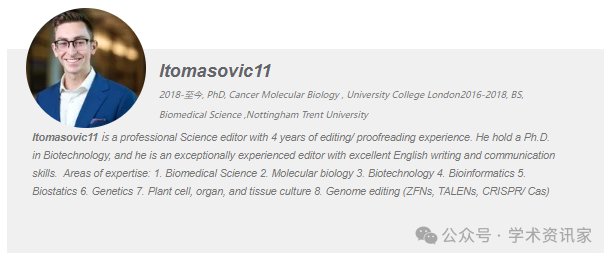 Itomasovic11
2018-至今, PhD, Cancer Molecular Biology , University College London2016-2018, BS,
Biomedical Science ,Nottingham Trent University
Itomasovic11 is a professional Science editor with 4 years of editing/ proofreading experience. He hold a Ph.D.
in Biotechnology, and he is an exceptionally experienced editor with excellent English writing and communication
skills. Areas of expertise: 1. Biomedical Science 2. Molecular biology 3. Biotechnology 4. Bioinformatics 5.
Biostatics 6. Genetics 7. Plant cell, organ, and tissue culture 8. Genome editing (ZFNs, TALENs, CRISPR/ Cas)
公众号 · 学术资讯家